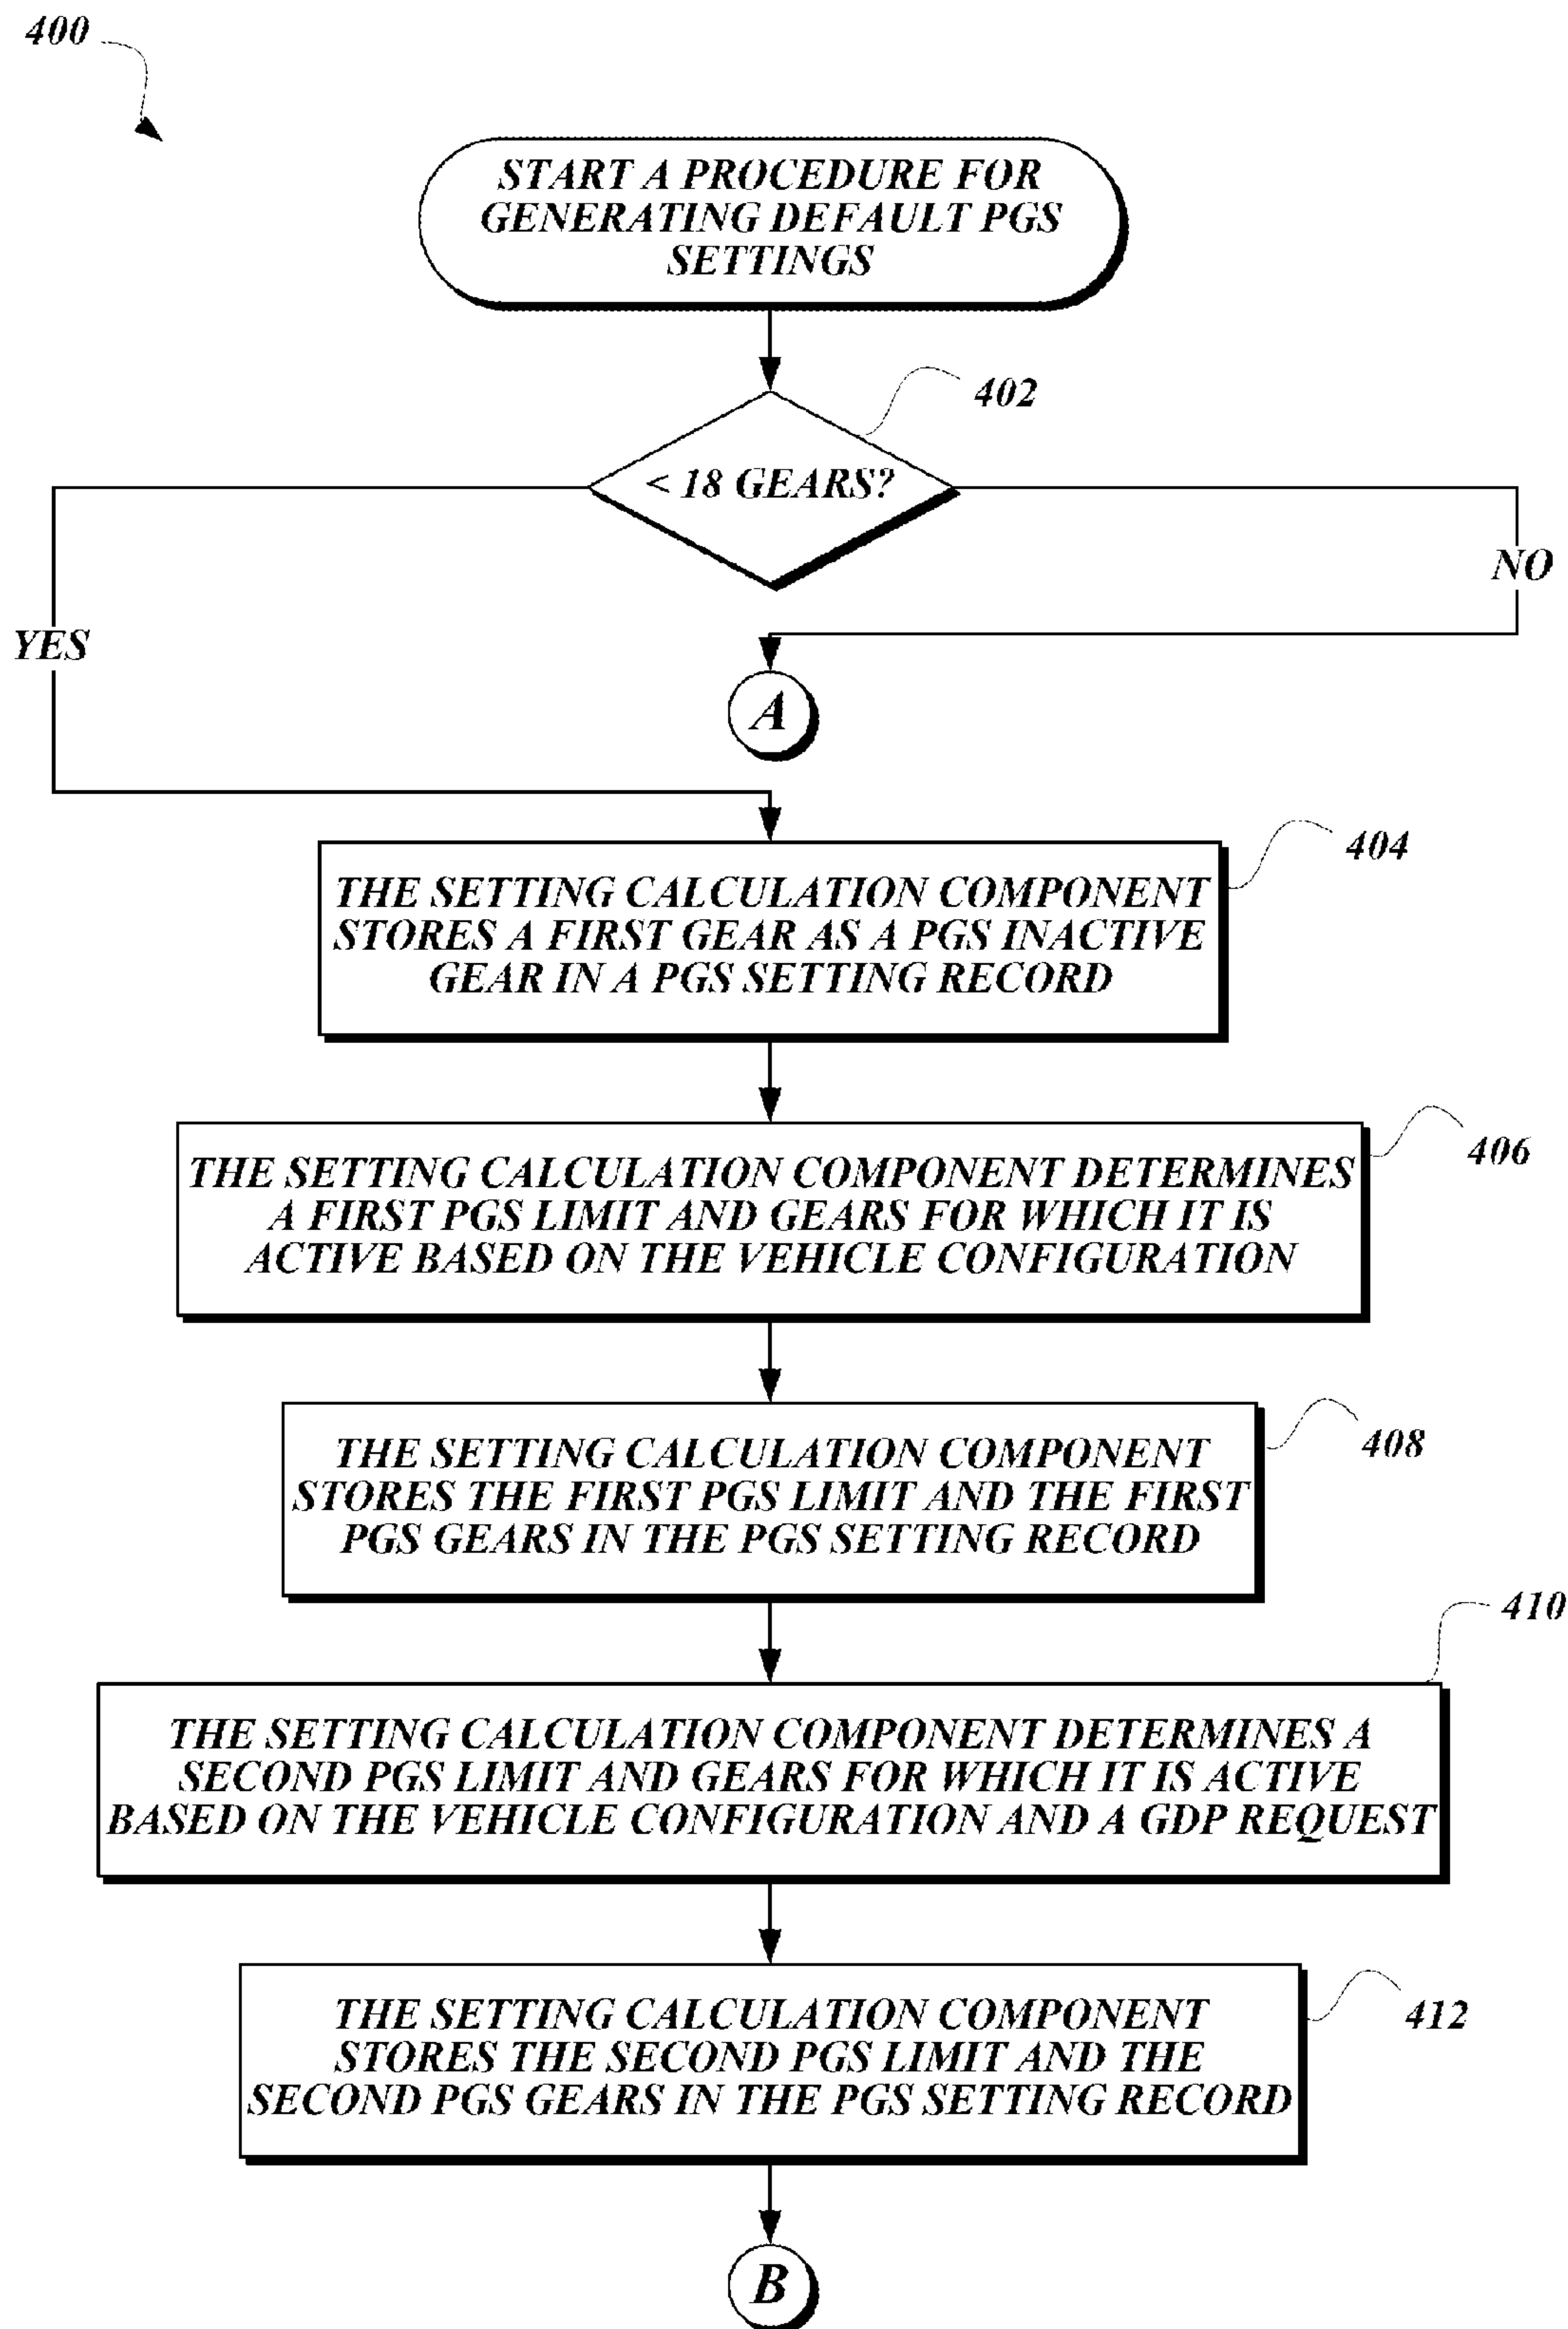 400
START A PROCEDURE FOR
GENERATING DEFAULT PGS
SETTINGS
402
< 18 GEARS?
NO
YES
A
404
THE SETTING CALCULATION COMPONENT
STORES A FIRST GEAR AS A PGS INACTIVE
GEAR IN A PGS SETTING RECORD
406
THE SETTING CALCULATION COMPONENT DETERMINES
A FIRST PGS LIMIT AND GEARS FOR WHICH IT IS
ACTIVE BASED ON THE VEHICLE CONFIGURATION
408
THE SETTING CALCULATION COMPONENT
STORES THE FIRST PGS LIMIT AND THE FIRST
PGS GEARS IN THE PGS SETTING RECORD
410
THE SETTING CALCULATION COMPONENT DETERMINES A
SECOND PGS LIMIT AND GEARS FOR WHICH IT IS ACTIVE
BASED ON THE VEHICLE CONFIGURATION AND A GDP REQUEST
412
THE SETTING CALCULATION COMPONENT
STORES THE SECOND PGS LIMIT AND THE
SECOND PGS GEARS IN THE PGS SETTING RECORD
B